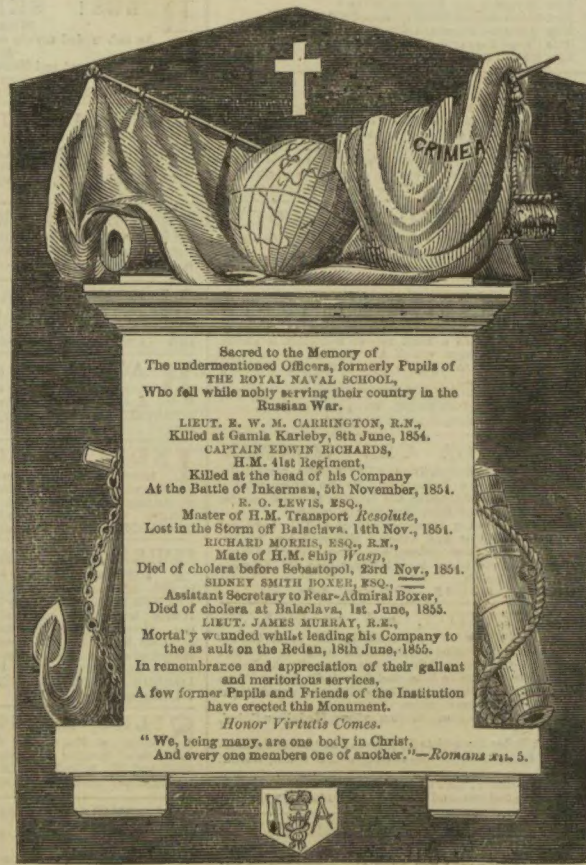 CRIMEA
Sacred to the Memory of
The undermentioned Officers, formerly Pupils of
THE ROYAL NAVAL SCHOOL,
Who fell while nobly serving their country in the
Russian War.
LIEUT. E. W. M. CARRINGTON, R.N.,
Killed at Gamla Karleby, 8th June, 1854.
CAPTAIN EDWIN RICHARDS,
H.M. 41st Regiment,
Killed at the head of his Company
At the Battle of Inkerman, 5th November, 1854.
R. O. LEWIS, ESQ.,
Master of H.M. Transport Resolute,
Lost in the Storm off Balaclava, 14th Nov., 1854.
RICHARD MORRIS, ESQ., R.N.,
Mate of H.M. Ship Wasp,
Died of cholera before Sebastopol, 23rd Nov., 1854.
SIDNEY SMITH BOXER, ESQ.,
Assistant Secretary to Rear-Admiral Boxer,
Died of cholera at Balaclava, 1st June, 1855.
LIEUT. JAMES MURRAY, R.E.,
Mortal'y wounded whilst leading his Company to
the as ault on the Redan, 18th June, 1855.
In remembrance and appreciation of their gallant
and meritorious services,
A few former Pupils and Friends of the Institution
have erected this Monument.
Honor Virtutis Comes.
"We, being many, are one body in Christ,
And every one members one of another."—Romans xii. 5.
H A